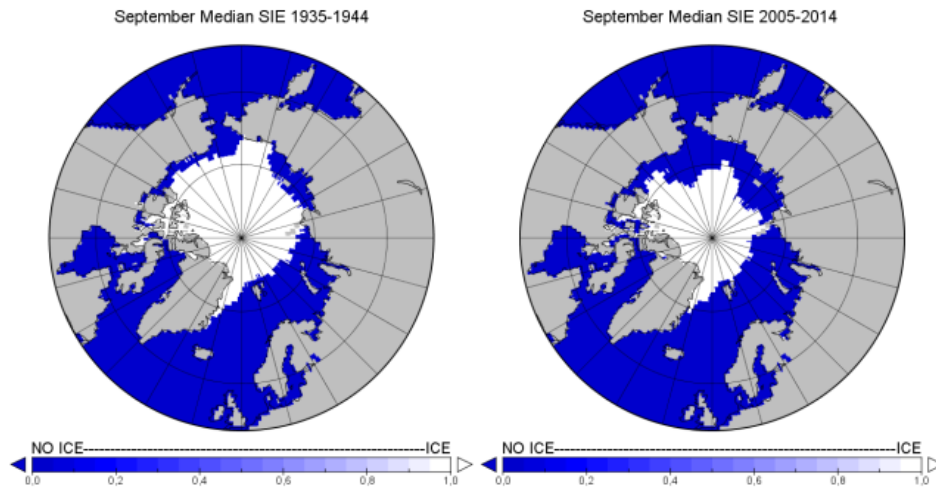 September Median SIE 1935-1944
September Median SIE 2005-2014
NO ICE--------------------------------------------------ICE
0,0 0,2 0,4 0,6 0,8 1,0
NO ICE--------------------------------------------------ICE
0,0 0,2 0,4 0,6 0,8 1,0